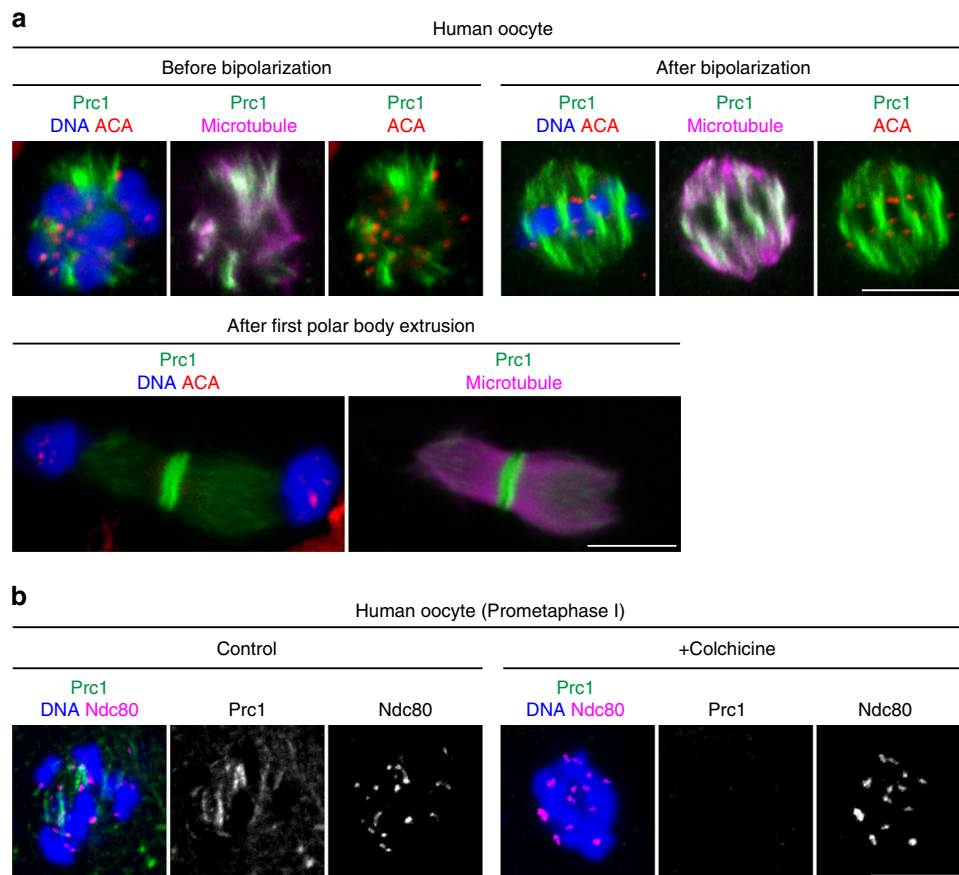 a
Human oocyte
Before bipolarization
After bipolarization
Prc1
DNA ACA
Prc1
Microtubule
Prc1
ACA
Prc1
DNA ACA
Prc1
Microtubule
Prc1
ACA
After first polar body extrusion
Prc1
DNA ACA
Prc1
Microtubule
b
Human oocyte (Prometaphase I)
Control
+Colchicine
Prc1
DNA Ndc80
Prc1
Ndc80
Prc1
DNA Ndc80
Prc1
Ndc80